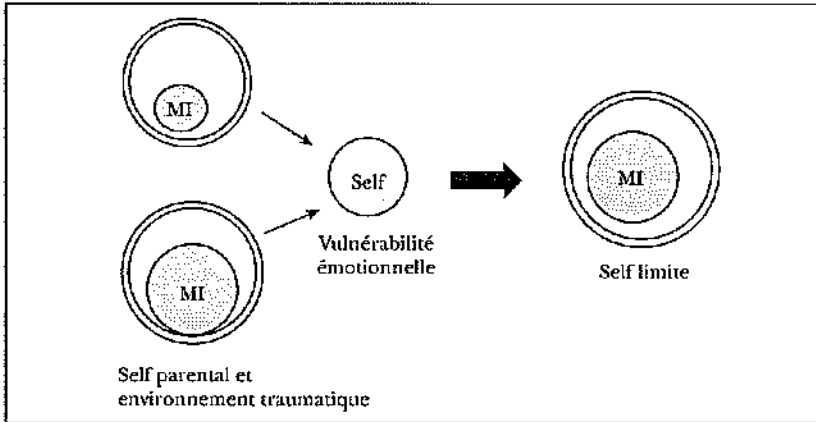 MI
Self
MI
Vulnérabilité
émotionnelle
Self limite
MI
Self parental et
environnement traumatique